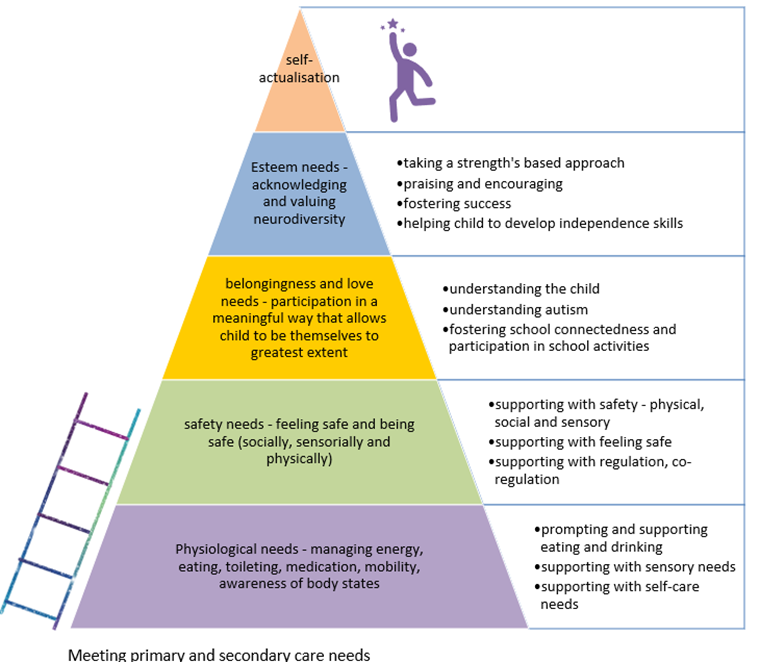 self-
actualisation
Esteem needs -
acknowledging
and valuing
neurodiversity
•taking a strength's based approach
•praising and encouraging
•fostering success
•helping child to develop independence skills
belongingness and love
needs - participation in a
meaningful way that allows
child to be themselves to
greatest extent
•understanding the child
•understanding autism
•fostering school connectedness and
participation in school activities
safety needs - feeling safe and being
safe (socially, sensorially and
physically)
•supporting with safety - physical,
social and sensory
•supporting with feeling safe
•supporting with regulation, co-
regulation
Physiological needs - managing energy,
eating, toileting, medication, mobility,
awareness of body states
•prompting and supporting
eating and drinking
•supporting with sensory needs
•supporting with self-care
needs
Meeting primary and secondary care needs